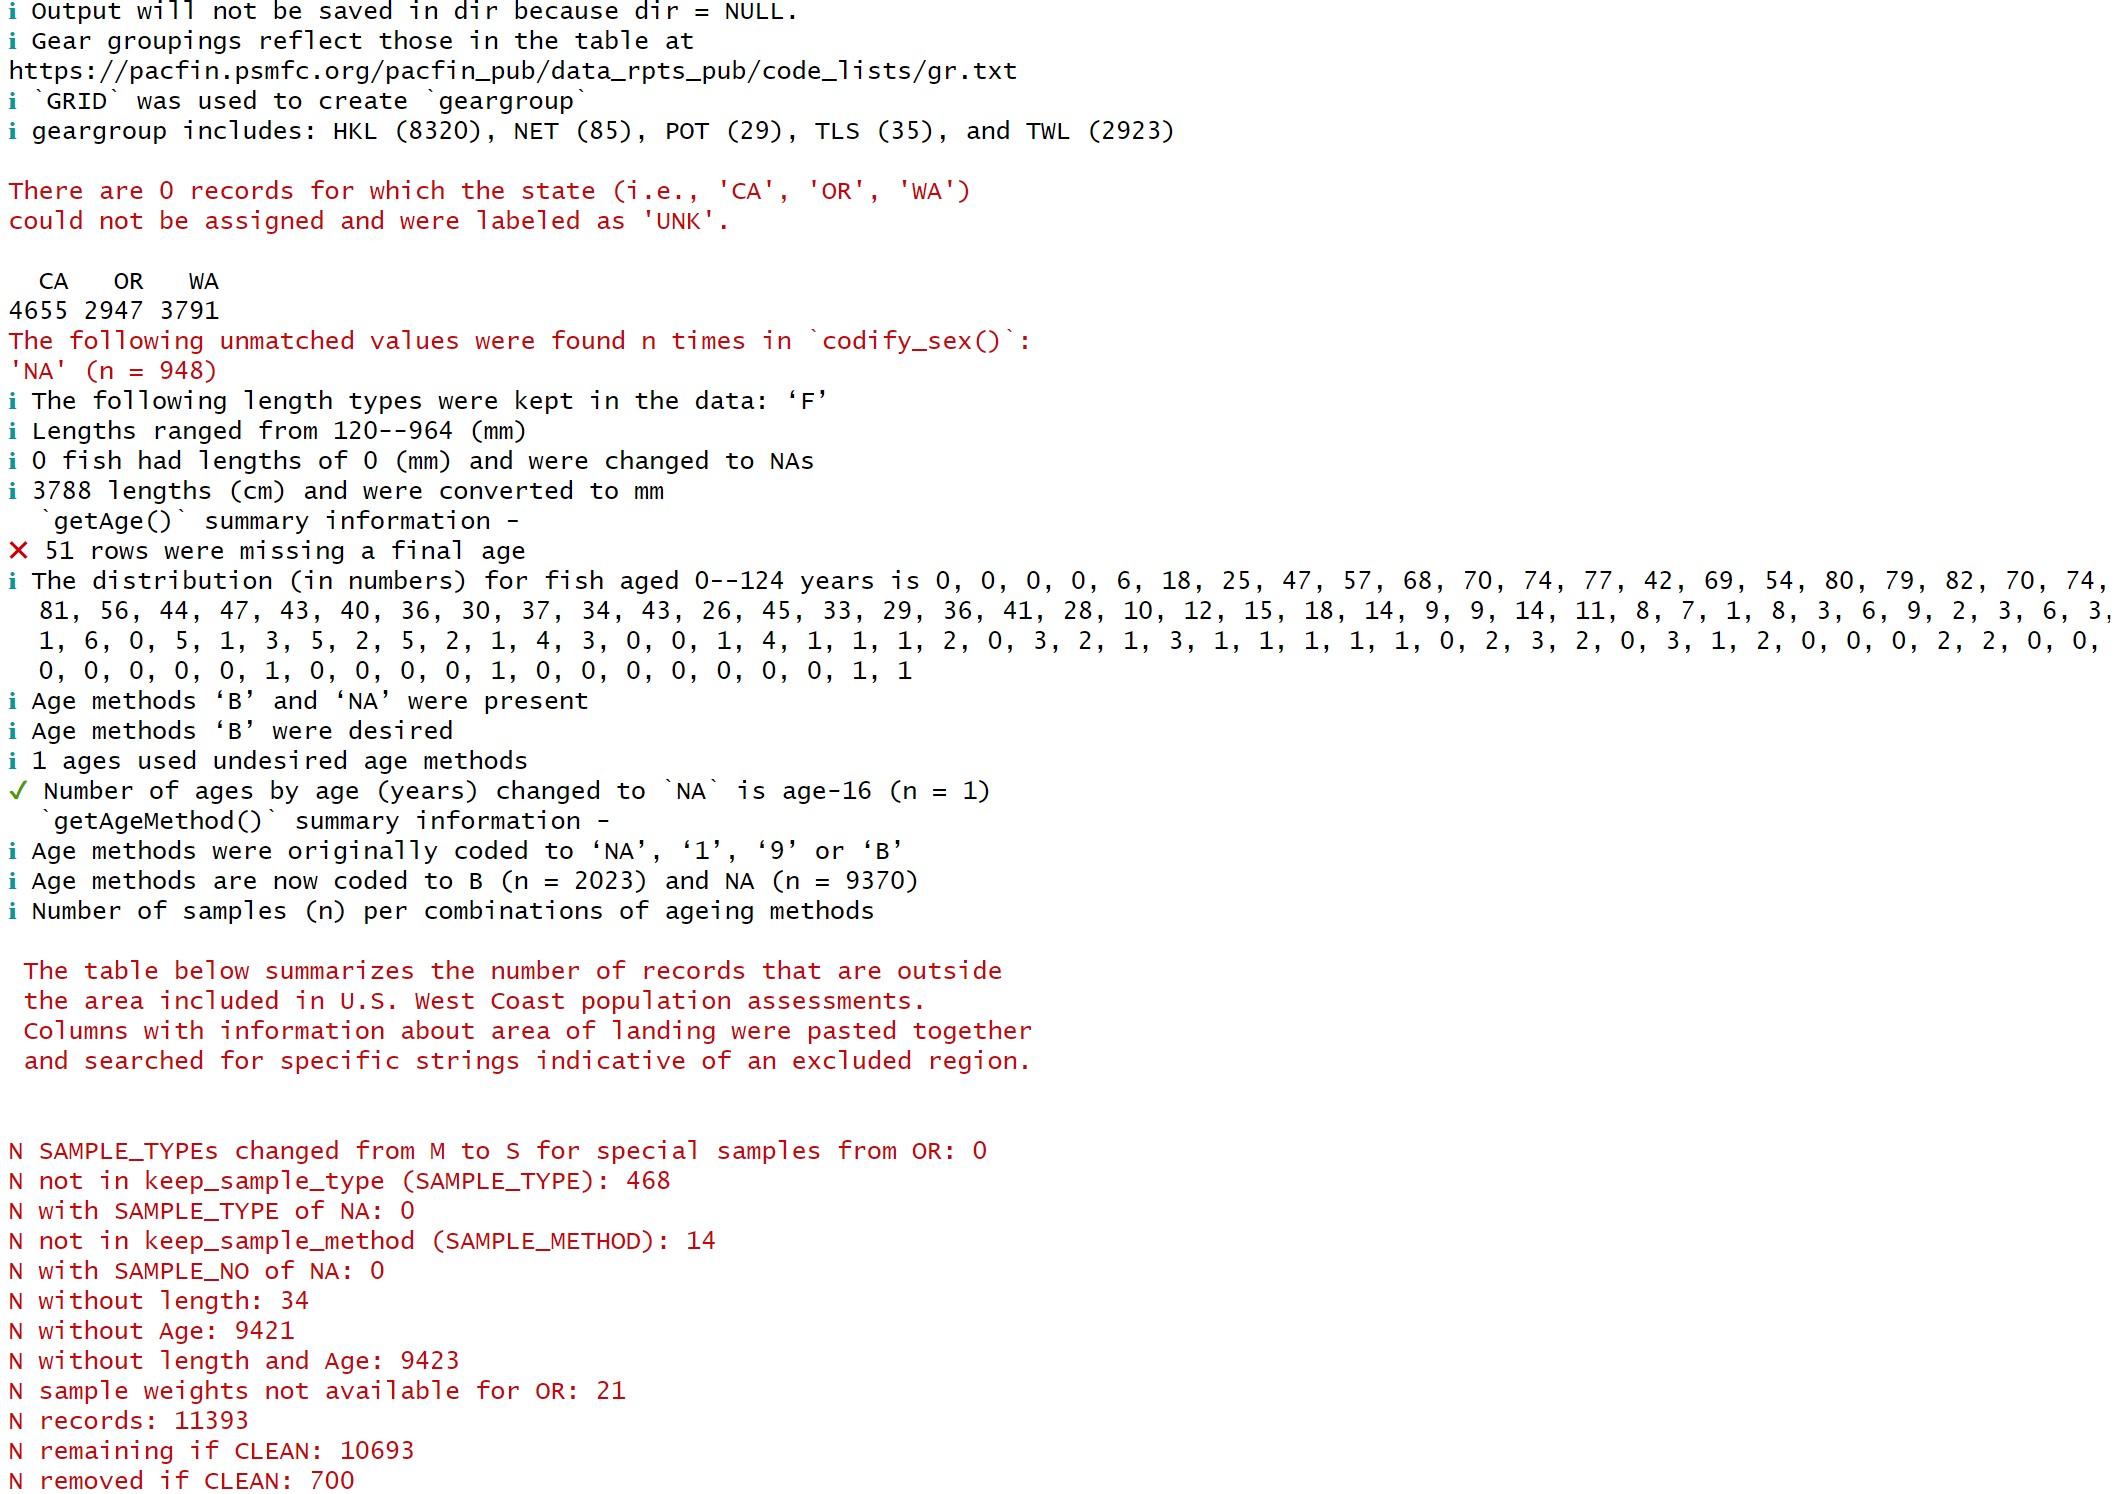 i Output will not be saved in dir because dir = NULL.
i Gear groupings reflect those in the table at
https://pacfin.psmfc.org/pacfin_pub/data_rpts_pub/code_lists/gr.txt
i `GRID` was used to create `geargroup`
i geargroup includes: HKL (8320), NET (85), POT (29), TLS (35), and TWL (2923)
There are 0 records for which the state (i.e., 'CA', 'OR', 'WA')
could not be assigned and were labeled as 'UNK'.
CA OR WA
4655 2947 3791
The following unmatched values were found n times in `codify_sex()`:
'NA' (n = 948)
i The following length types were kept in the data: ‘F’
i Lengths ranged from 120--964 (mm)
i 0 fish had lengths of 0 (mm) and were changed to NAs
i 3788 lengths (cm) and were converted to mm
`getAge()` summary information -
✕ 51 rows were missing a final age
i The distribution (in numbers) for fish aged 0--124 years is 0, 0, 0, 0, 6, 18, 25, 47, 57, 68, 70, 74, 77, 42, 69, 54, 80, 79, 82, 70, 74,
81, 56, 44, 47, 43, 40, 36, 30, 37, 34, 43, 26, 45, 33, 29, 36, 41, 28, 10, 12, 15, 18, 14, 9, 9, 14, 11, 8, 7, 1, 8, 3, 6, 9, 2, 3, 6, 3,
1, 6, 0, 5, 1, 3, 5, 2, 5, 2, 1, 4, 3, 0, 0, 1, 4, 1, 1, 1, 2, 0, 3, 2, 1, 3, 1, 1, 1, 1, 1, 0, 2, 3, 2, 0, 3, 1, 2, 0, 0, 0, 2, 2, 0, 0,
0, 0, 0, 0, 0, 1, 0, 0, 0, 0, 1, 0, 0, 0, 0, 0, 0, 0, 1, 1
i Age methods ‘B’ and ‘NA’ were present
i Age methods ‘B’ were desired
i 1 ages used undesired age methods
✓ Number of ages by age (years) changed to `NA` is age-16 (n = 1)
`getAgeMethod()` summary information -
i Age methods were originally coded to ‘NA’, ‘1’, ‘9’ or ‘B’
i Age methods are now coded to B (n = 2023) and NA (n = 9370)
i Number of samples (n) per combinations of ageing methods
The table below summarizes the number of records that are outside
the area included in U.S. West Coast population assessments.
Columns with information about area of landing were pasted together
and searched for specific strings indicative of an excluded region.
N SAMPLE_TYPEs changed from M to S for special samples from OR: 0
N not in keep_sample_type (SAMPLE_TYPE): 468
N with SAMPLE_TYPE of NA: 0
N not in keep_sample_method (SAMPLE_METHOD): 14
N with SAMPLE_NO of NA: 0
N without length: 34
N without Age: 9421
N without length and Age: 9423
N sample weights not available for OR: 21
N records: 11393
N remaining if CLEAN: 10693
N removed if CLEAN: 700